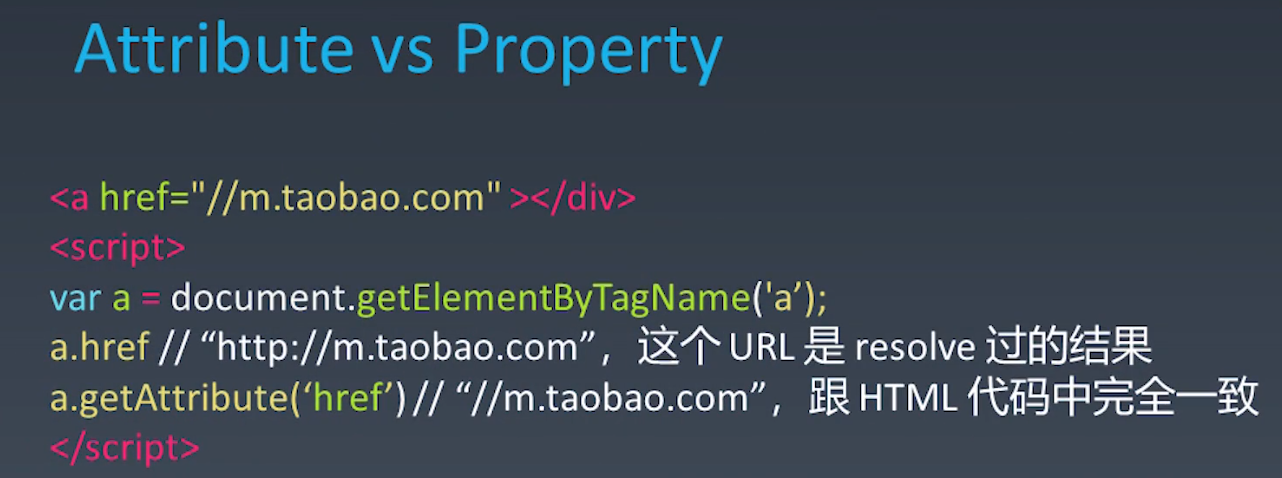 Attribute vs Property
<a href="//m.taobao.com" ></div>
<script>
var a = document.getElementByTagName('a’);
a.href // “http://m.taobao.com”，这个 URL 是 resolve 过的结果
a.getAttribute(‘href’) // “//m.taobao.com”，跟 HTML 代码中完全一致
</script>